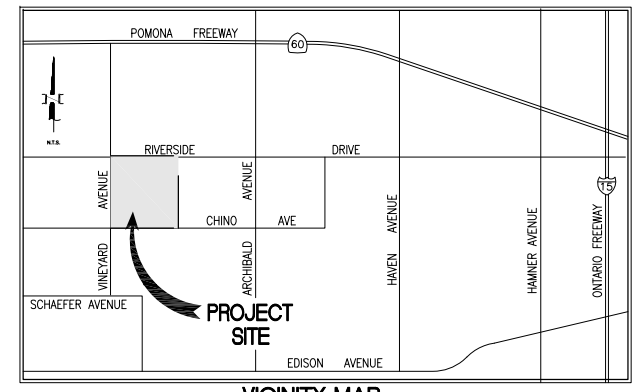 POMONA FREEWAY
60
N.T.S.
RIVERSIDE DRIVE
15
AVENUE
AVENUE
CHINO AVE
VINEYARD
ARCHIBALD
HAVEN AVENUE
HAMNER AVENUE
ONTARIO FREEWAY
SCHAEFER AVENUE
PROJECT
SITE
EDISON AVENUE
VICINITY MAP